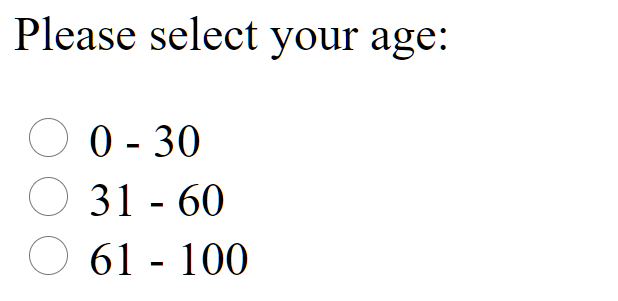 Please select your age:
0 - 30
31 - 60
61 - 100